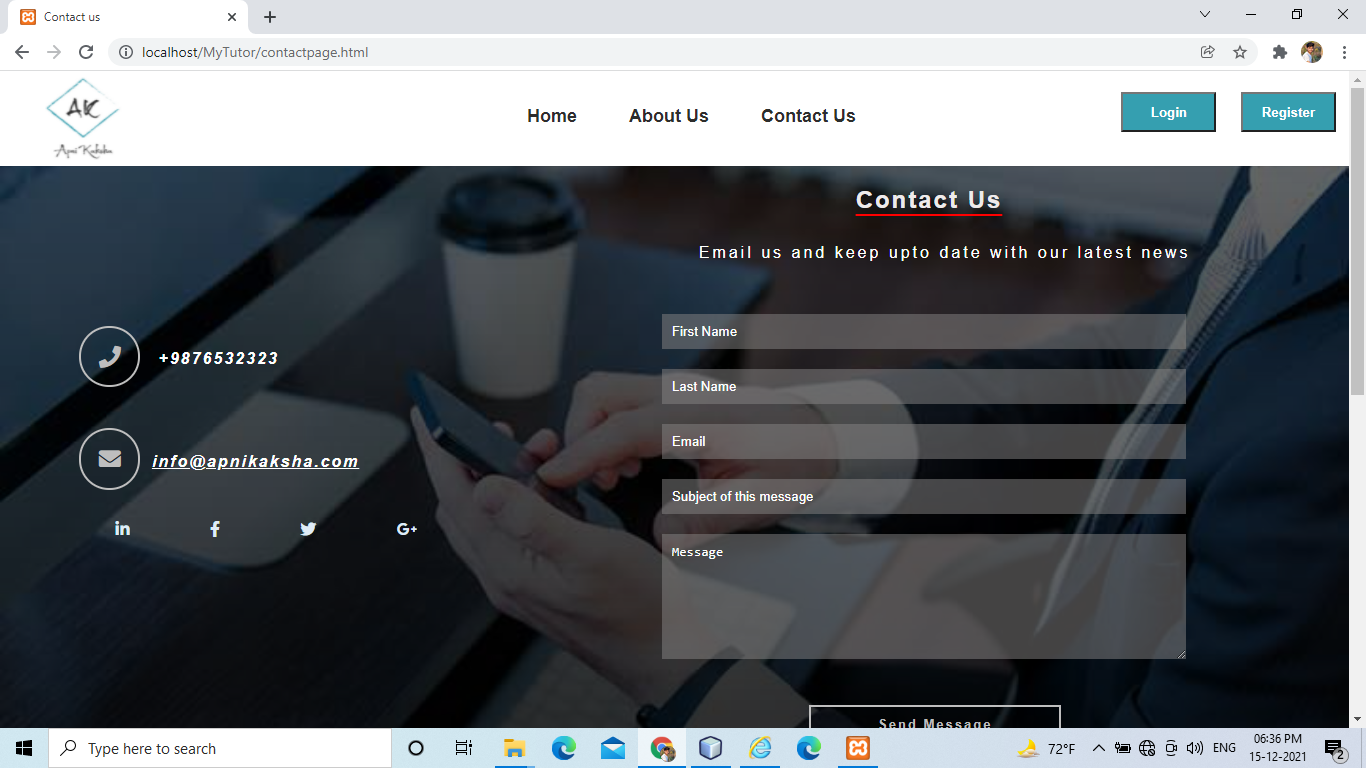 Contact us
localhost/MyTutor/contactpage.html
AK
Apni Kaksha
Home
About Us
Contact Us
Login
Register
Contact Us
Email us and keep upto date with our latest news
+9876532323
info@apnikaksha.com
in
f
G+
First Name
Last Name
Email
Subject of this message
Message
Send Message
Type here to search
72°F
ENG
06:36 PM
15-12-2021
2